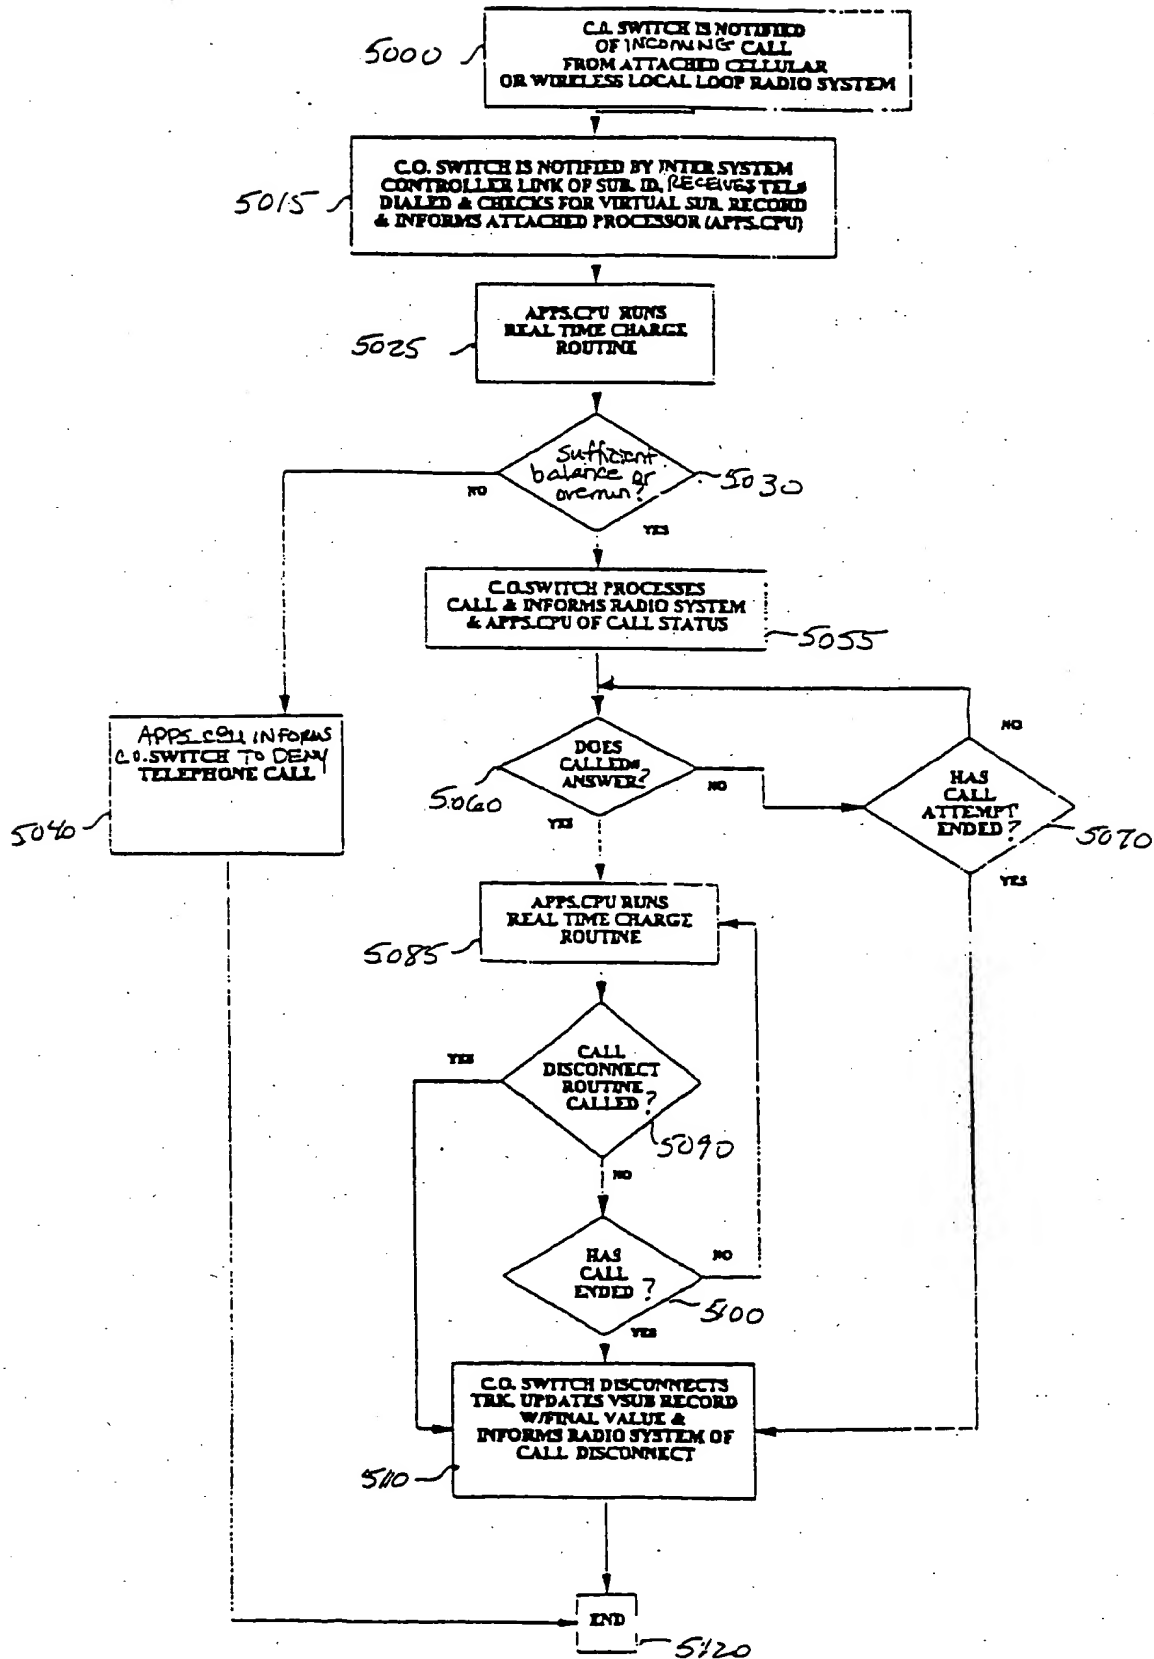 5000
C.O. SWITCH IS NOTIFIED
OF INCOMING CALL
FROM ATTACHED CELLULAR
OR WIRELESS LOCAL LOOP RADIO SYSTEM
5015
C.O. SWITCH IS NOTIFIED BY INTER SYSTEM
CONTROLLER LINK OF SUB. ID, RECEIVES TEL#
DIALED & CHECKS FOR VIRTUAL SUB. RECORD
& INFORMS ATTACHED PROCESSOR (APPS.CPU)
5025
APPS.CPU RUNS
REAL TIME CHARGE
ROUTINE
Sufficient
balance or
overrun?
5030
NO
YES
C.O.SWITCH PROCESSES
CALL & INFORMS RADIO SYSTEM
& APPS.CPU OF CALL STATUS
5055
APPS.CPU INFORMS
C.O.SWITCH TO DENY
TELEPHONE CALL
5040
DOES
CALLED#
ANSWER?
5060
NO
YES
NO
HAS
CALL
ATTEMPT
ENDED?
5070
YES
APPS.CPU RUNS
REAL TIME CHARGE
ROUTINE
5085
YES
CALL
DISCONNECT
ROUTINE
CALLED?
5090
NO
HAS
CALL
ENDED?
NO
5100
YES
C.O. SWITCH DISCONNECTS
TRK, UPDATES VSUB RECORD
W/FINAL VALUE &
INFORMS RADIO SYSTEM OF
CALL DISCONNECT
5110
END
5120